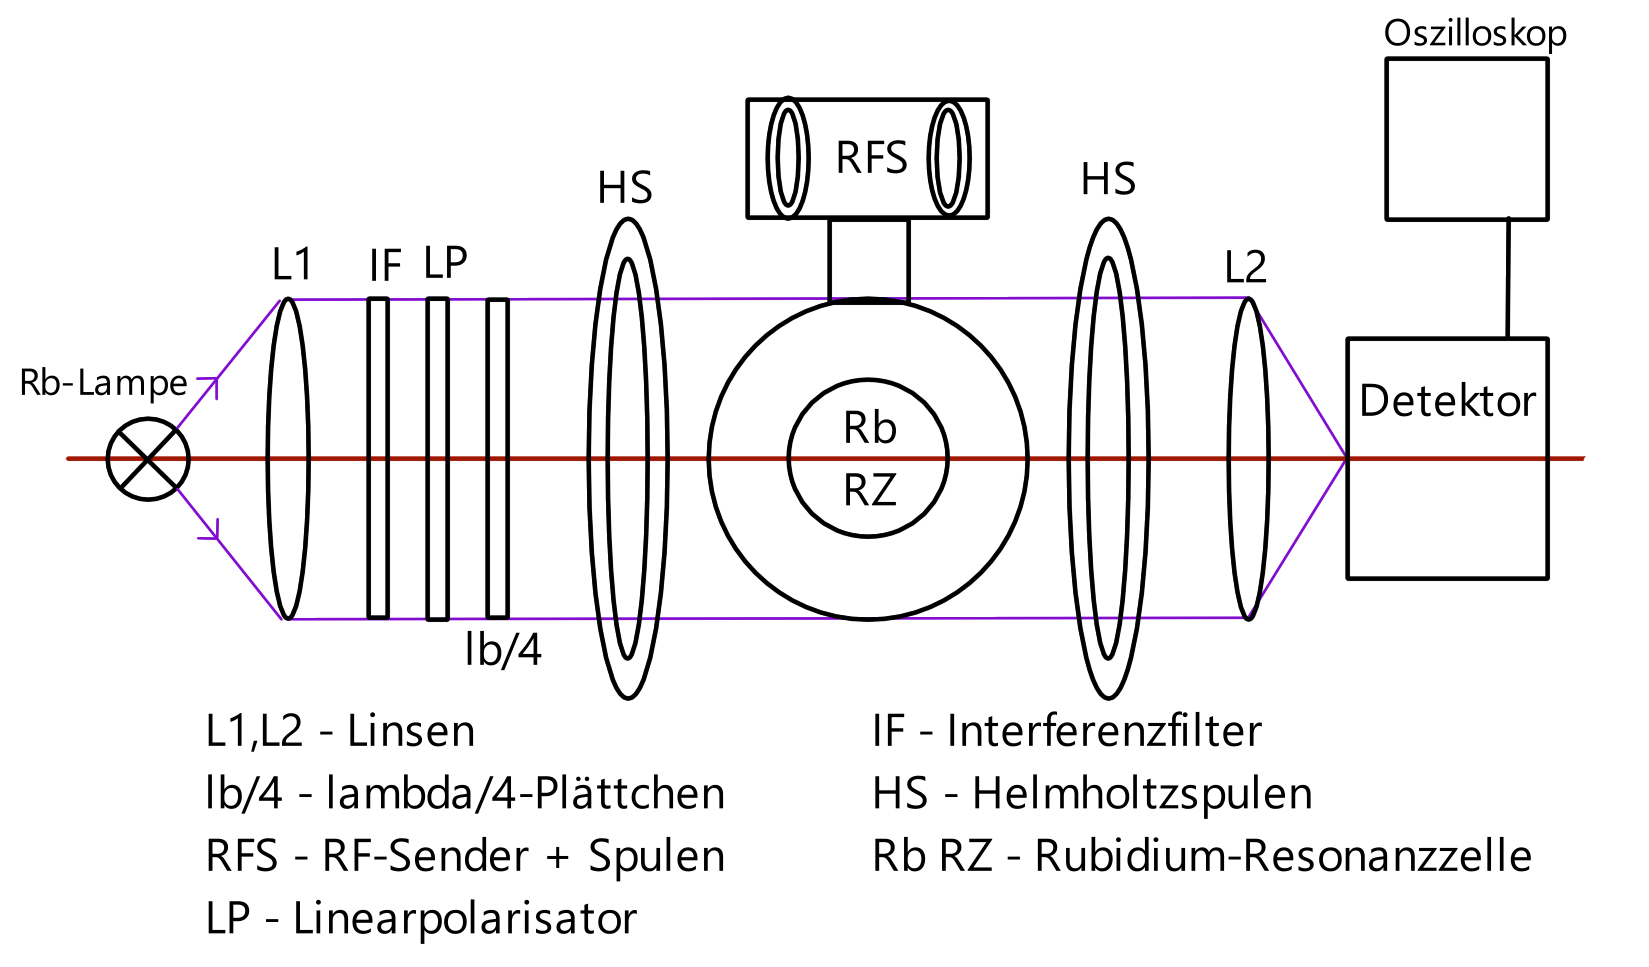 Oszilloskop
RFS
HS
HS
L1
IF
LP
L2
Rb-Lampe
Detektor
Rb
RZ
lb/4
L1,L2 - Linsen
IF - Interferenzfilter
lb/4 - lambda/4-Plättchen
HS - Helmholtzspulen
RFS - RF-Sender + Spulen
Rb RZ - Rubidium-Resonanzzelle
LP - Linearpolarisator